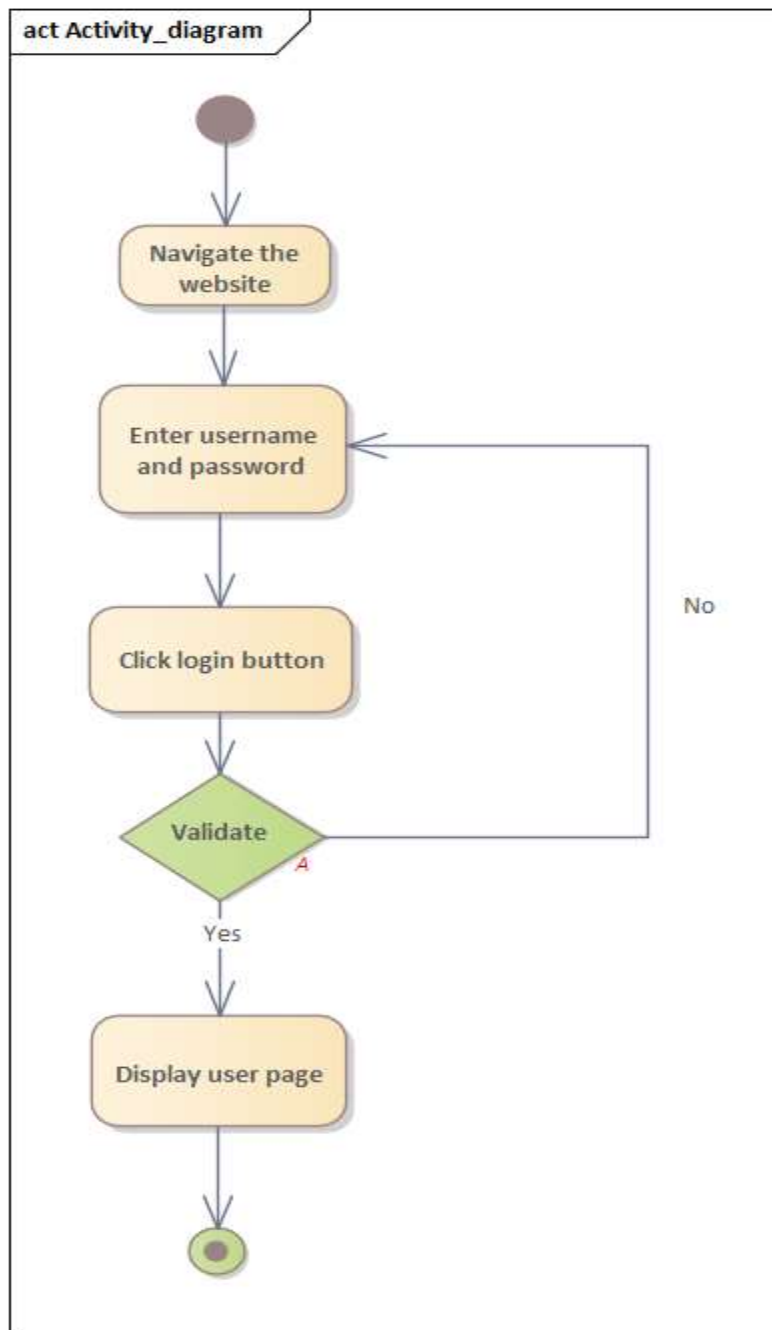 act Activity_diagram
Navigate the
website
Enter username
and password
No
Click login button
Validate
A
Yes
Display user page